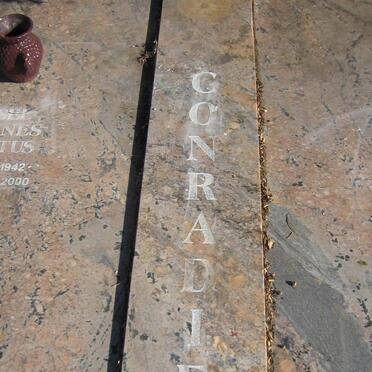 NES
TUS
1942
2000
CONRADIE